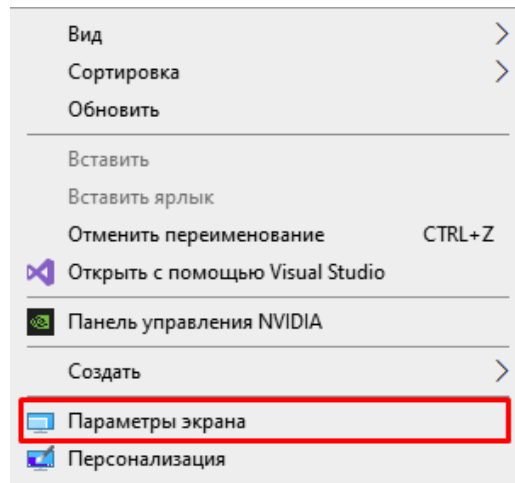 Вид
Сортировка
Обновить
Вставить
Вставить ярлык
Отменить переименование CTRL+Z
Открыть с помощью Visual Studio
Панель управления NVIDIA
Создать
Параметры экрана
Персонализация